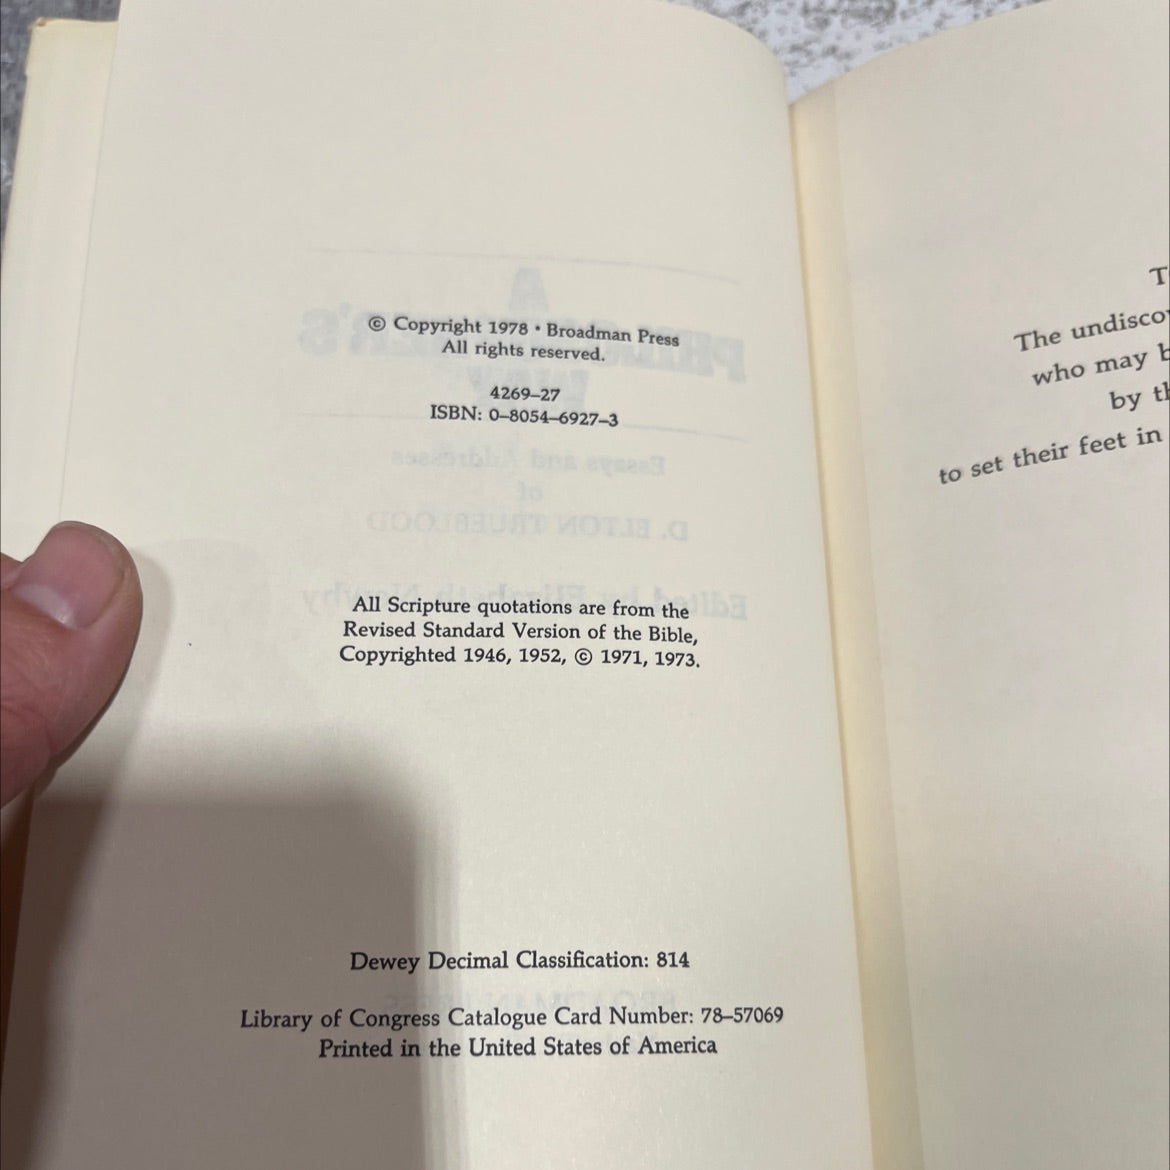 © Copyright 1978 • Broadman Press
All rights reserved.
4269–27
ISBN: 0–8054–6927–3
All Scripture quotations are from the
Revised Standard Version of the Bible,
Copyrighted 1946, 1952, © 1971, 1973.
Dewey Decimal Classification: 814
Library of Congress Catalogue Card Number: 78–57069
Printed in the United States of America
The
who may
by
to set their feet in